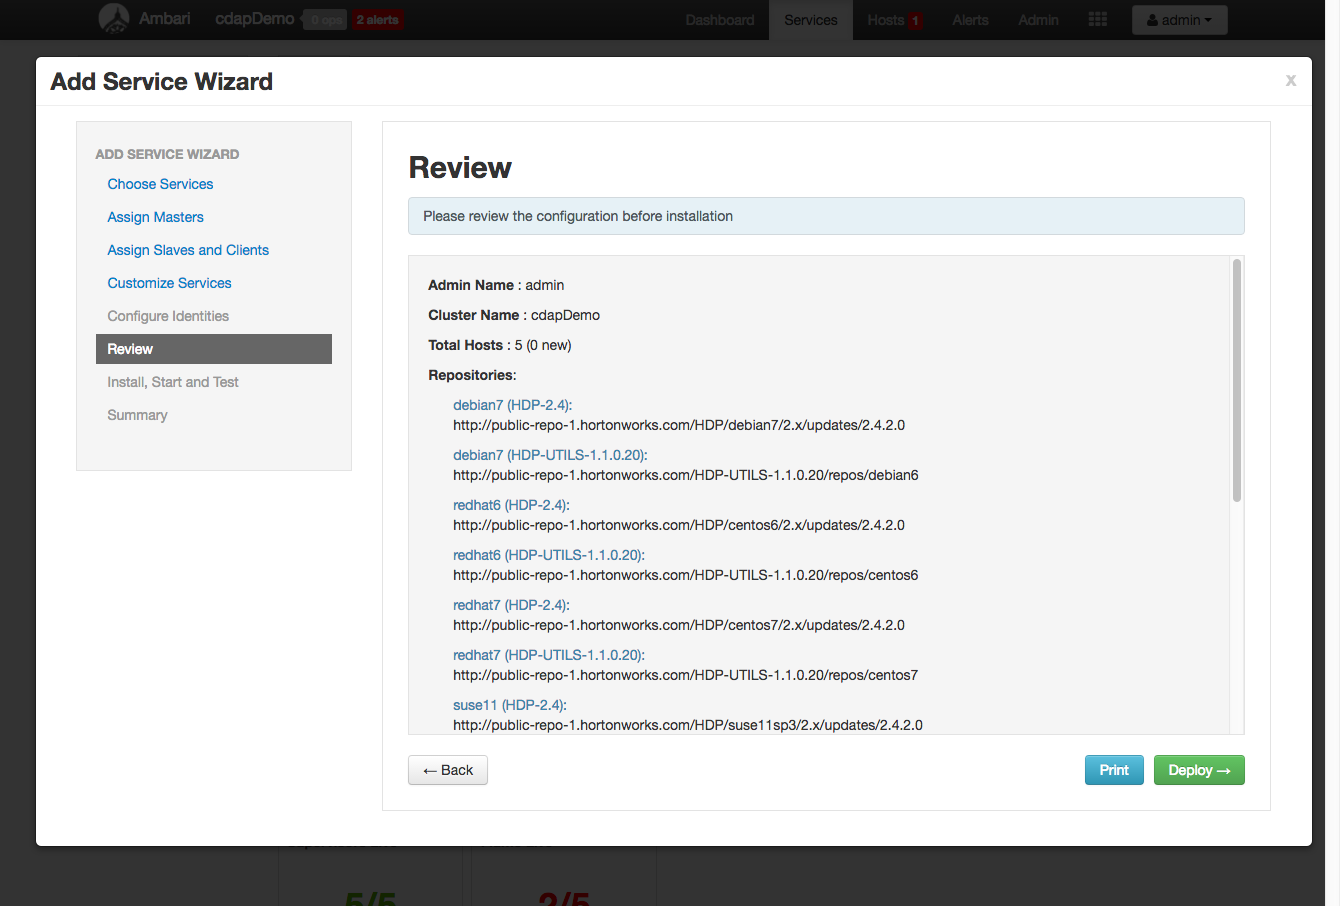 Ambari cdapDemo 0 ops 2 alerts Dashboard Services Hosts 1 Alerts Admin admin
Add Service Wizard x
ADD SERVICE WIZARD
Choose Services
Assign Masters
Assign Slaves and Clients
Customize Services
Configure Identities
Review
Install, Start and Test
Summary
Review
Please review the configuration before installation
Admin Name : admin
Cluster Name : cdapDemo
Total Hosts : 5 (0 new)
Repositories:
debian7 (HDP-2.4):
http://public-repo-1.hortonworks.com/HDP/debian7/2.x/updates/2.4.2.0
debian7 (HDP-UTILS-1.1.0.20):
http://public-repo-1.hortonworks.com/HDP-UTILS-1.1.0.20/repos/debian6
redhat6 (HDP-2.4):
http://public-repo-1.hortonworks.com/HDP/centos6/2.x/updates/2.4.2.0
redhat6 (HDP-UTILS-1.1.0.20):
http://public-repo-1.hortonworks.com/HDP-UTILS-1.1.0.20/repos/centos6
redhat7 (HDP-2.4):
http://public-repo-1.hortonworks.com/HDP/centos7/2.x/updates/2.4.2.0
redhat7 (HDP-UTILS-1.1.0.20):
http://public-repo-1.hortonworks.com/HDP-UTILS-1.1.0.20/repos/centos7
suse11 (HDP-2.4):
http://public-repo-1.hortonworks.com/HDP/suse11sp3/2.x/updates/2.4.2.0
← Back Print Deploy →
5/5 2/5